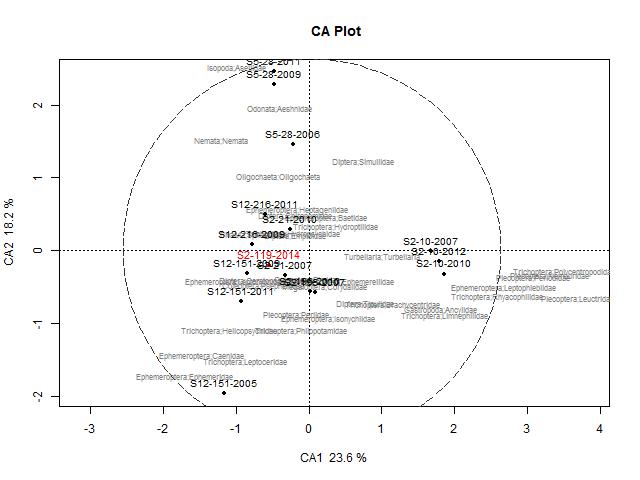 CA Plot
S5-28-2011
Isopoda;Asellidae
S5-28-2009
Odonata;Aeshnidae
S5-28-2006
Nemata;Nemata
Diptera;Simuliidae
Oligochaeta;Oligochaeta
S12-216-2011
Ephemeroptera;Heptageniidae
S2-21-2010
Trichoptera;Hydroptilidae
S12-216-2009
S2-10-2007
S2-119-2014
S2-10-2012
Turbellaria;Turbellaria
S12-151-2009
S2-21-2007
S2-10-2010
Ephemeroptera;Leptophlebiidae
S12-151-2011
Trichoptera;Rhyacophilidae
Plecoptera;Leuctridae
Gastropoda;Ancylidae
Plecoptera;Perlidae
Trichoptera;Limnephilidae
Ephemeroptera;Isonychiidae
Trichoptera;Helicopsychidae
Trichoptera;Philopotamidae
Ephemeroptera;Caenidae
Trichoptera;Leptoceridae
Ephemeroptera;Ephemeridae
S12-151-2005
CA2 18.2 %
2
1
0
-1
-2
-3 -2 -1 0 1 2 3 4
CA1 23.6 %